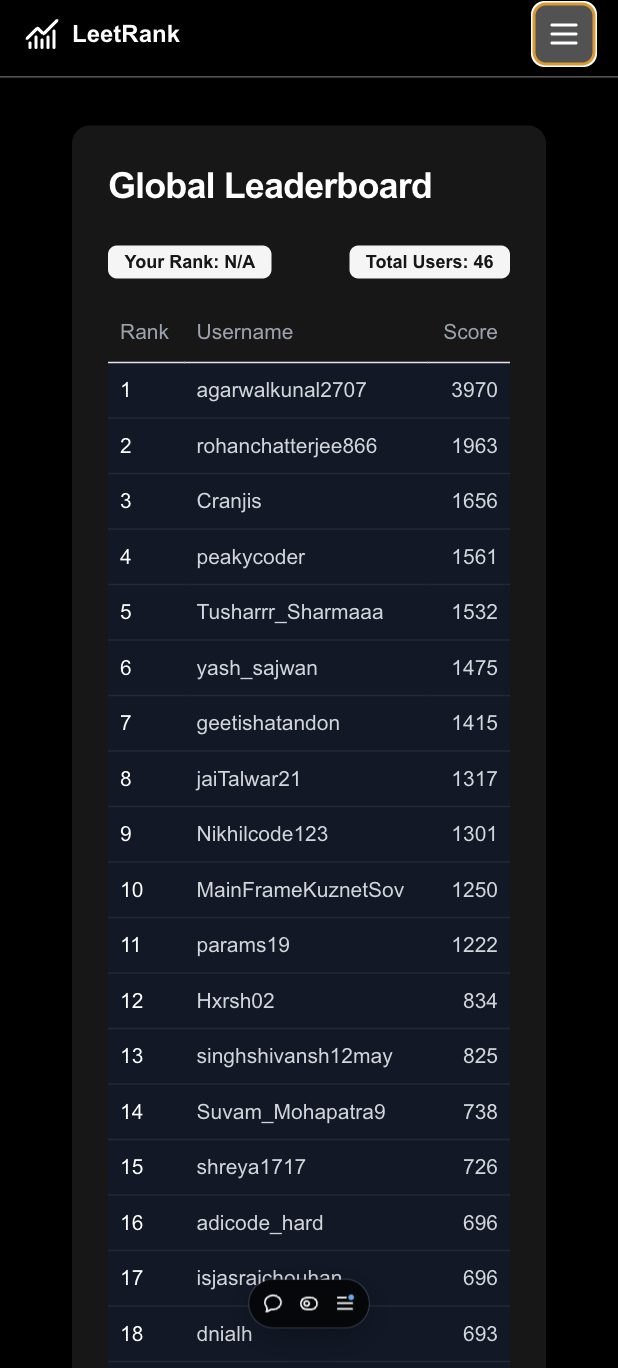 LeetRank
Global Leaderboard
Your Rank: N/A Total Users: 46
Rank Username Score
1 agarwalkunal2707 3970
2 rohanchatterjee866 1963
3 Cranjis 1656
4 peakycoder 1561
5 Tusharrr_Sharmaaa 1532
6 yash_sajwan 1475
7 geetishatandon 1415
8 jaiTalwar21 1317
9 Nikhilcode123 1301
10 MainFrameKuznetSov 1250
11 params19 1222
12 Hxrsh02 834
13 singhshivansh12may 825
14 Suvam_Mohapatra9 738
15 shreya1717 726
16 adicode_hard 696
17 696
18 dnialh 693